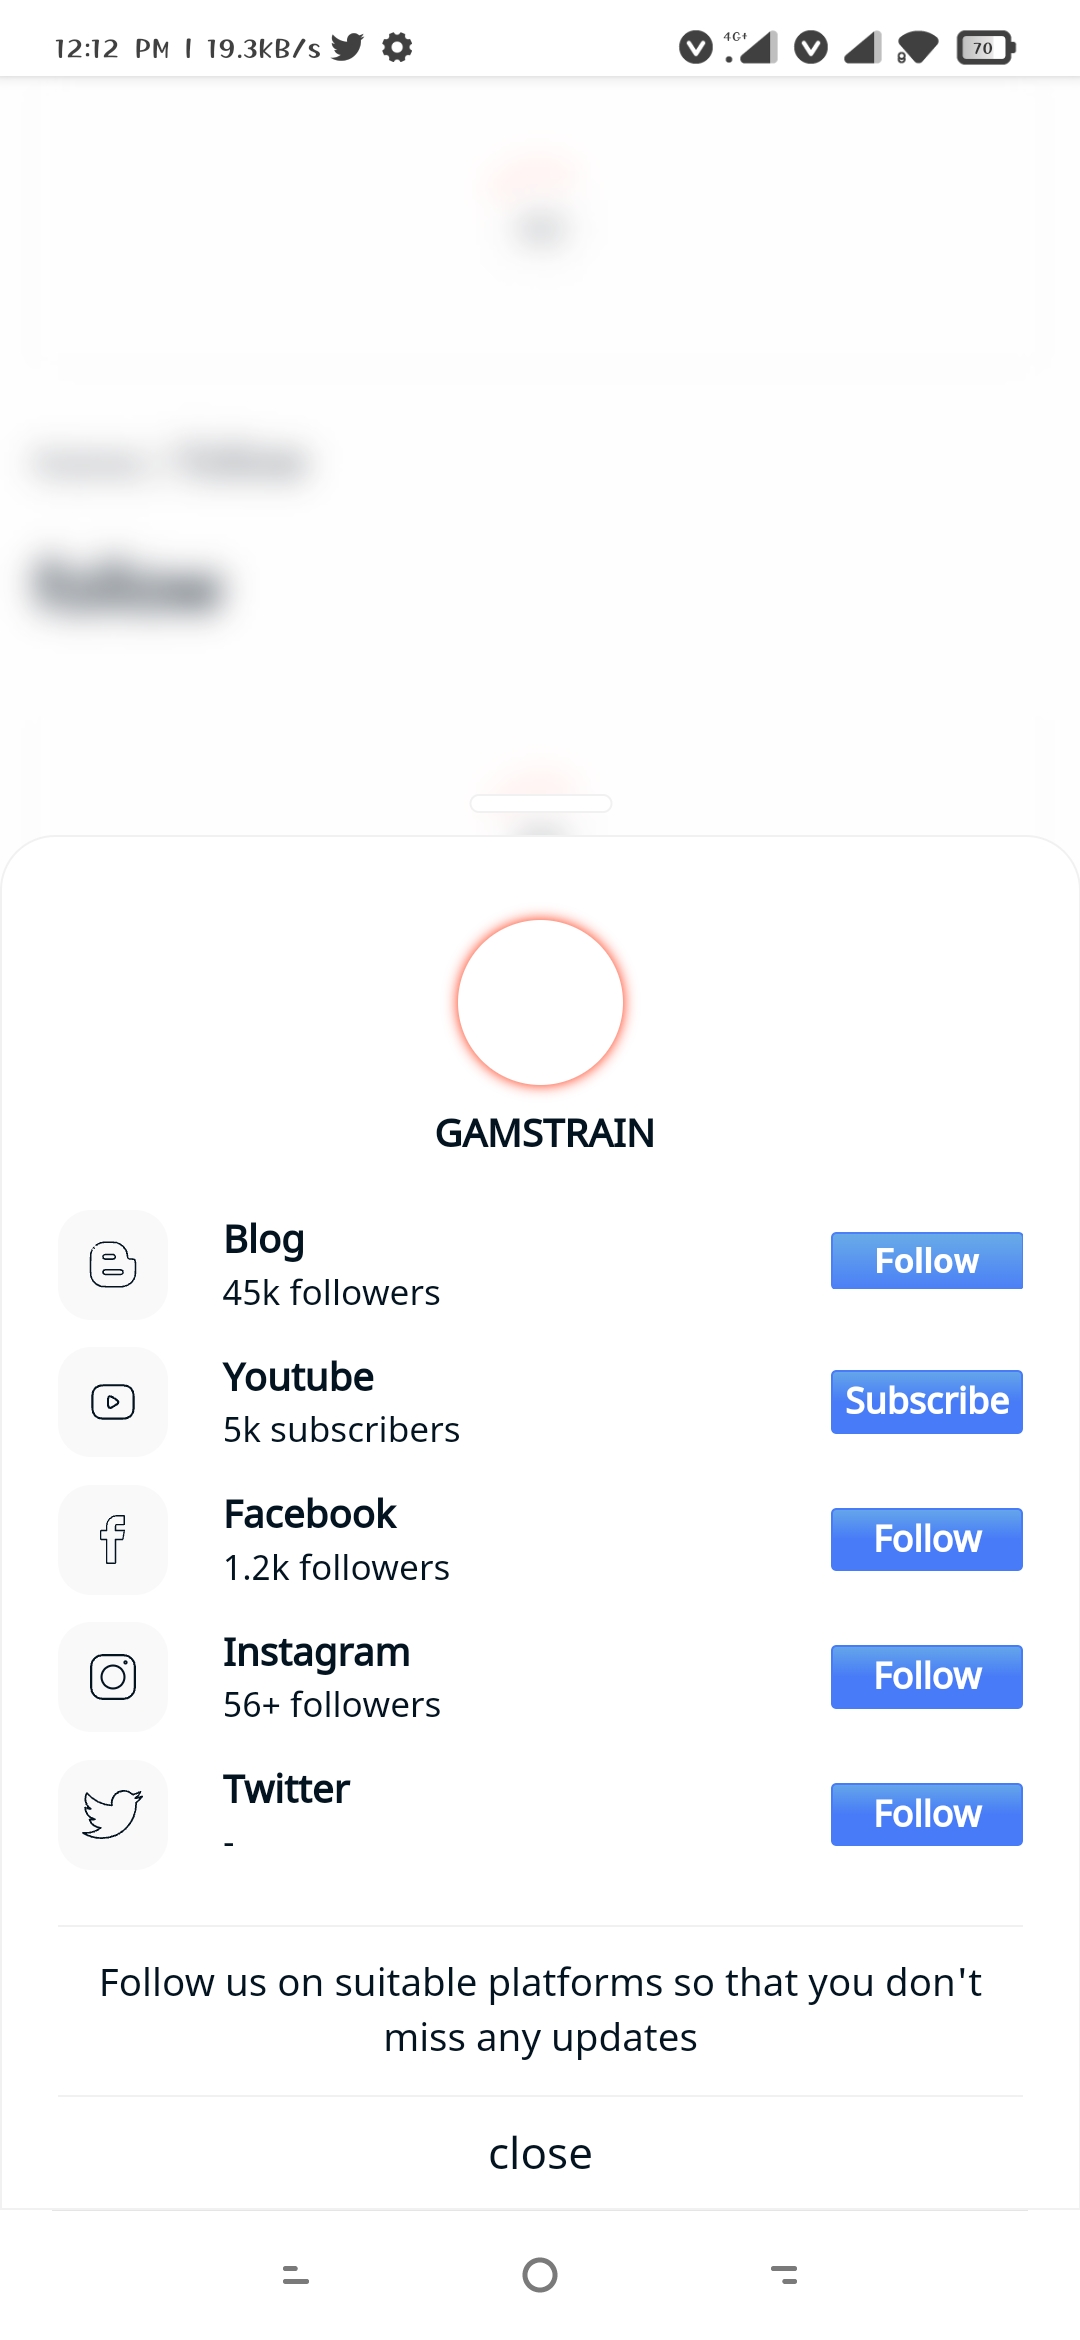 12:12 PM | 19.3KB/s
4G+
70
follow
GAMSTRAIN
Blog
45k followers
Follow
Youtube
5k subscribers
Subscribe
Facebook
1.2k followers
Follow
Instagram
56+ followers
Follow
Twitter
-
Follow
Follow us on suitable platforms so that you don't
miss any updates
close